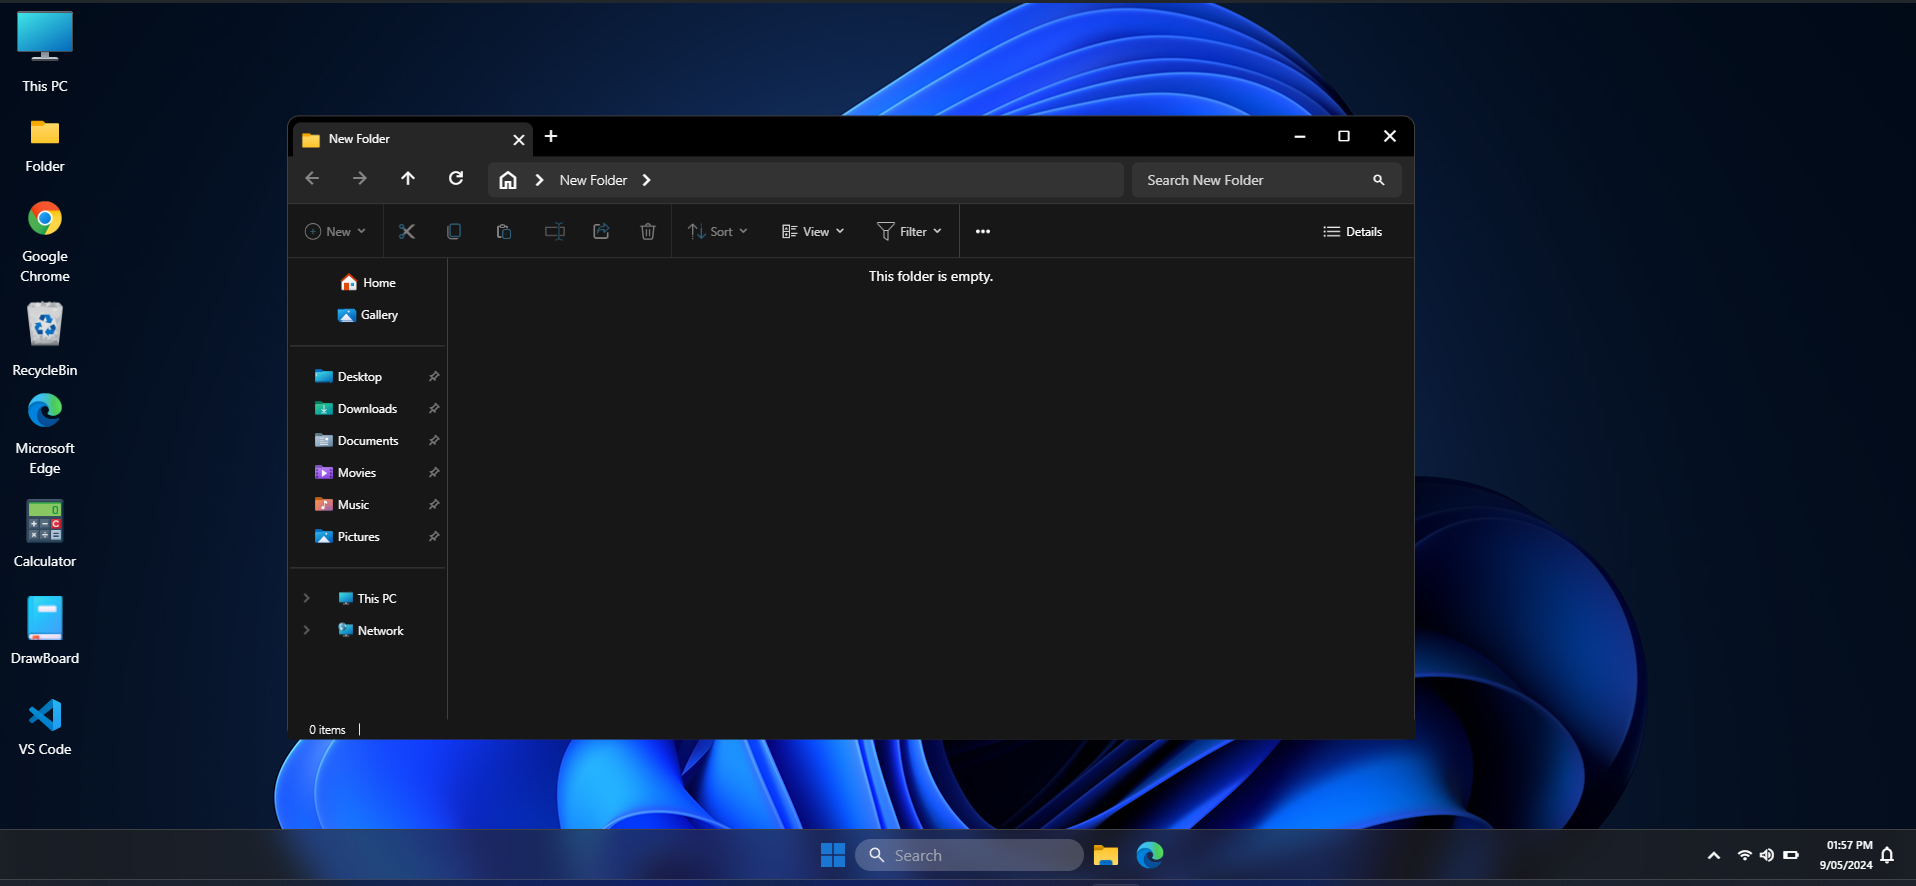 This PC
Folder
Google
Chrome
RecycleBin
Microsoft
Edge
0
Calculator
DrawBoard
VS Code
New Folder
New Folder
Search New Folder
New
Sort
View
Filter
Details
Home
Gallery
Desktop
Downloads
Documents
Movies
Music
Pictures
This PC
Network
This folder is empty.
0 items
Search
01:57 PM
9/05/2024